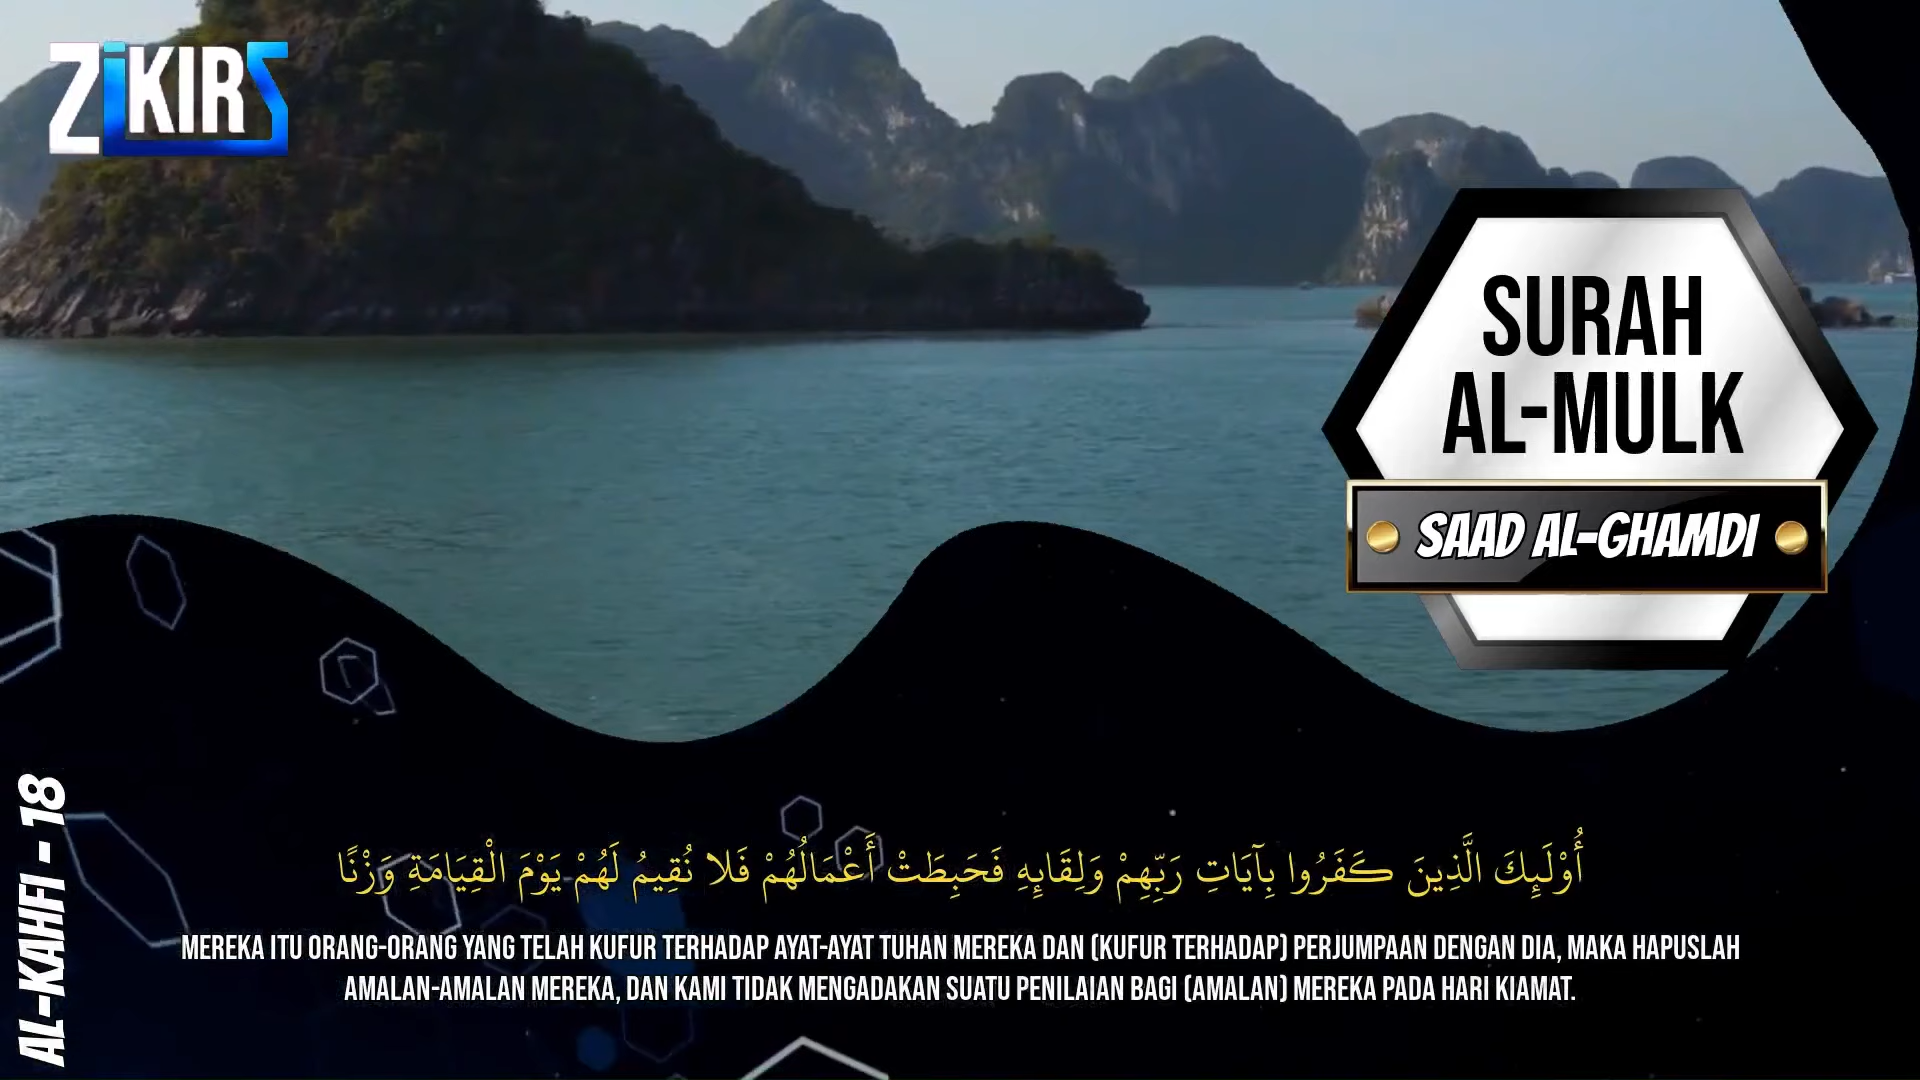 ZiKIRS
SURAH
AL-MULK
SAAD AL-GHAMDI
AL-KAHFI - 18
أُوْلَئِكَ الَّذِينَ كَفَرُوا بِآيَاتِ رَبِّهِمْ وَلِقَائِهِ فَحَبِطَتْ أَعْمَالُهُمْ فَلا نُقِيمُ لَهُمْ يَوْمَ الْقِيَامَةِ وَزْنًا
MEREKA ITU ORANG-ORANG YANG TELAH KUFUR TERHADAP AYAT-AYAT TUHAN MEREKA DAN (KUFUR TERHADAP) PERJUMPAAN DENGAN DIA, MAKA HAPUSLAH
AMALAN-AMALAN MEREKA, DAN KAMI TIDAK MENGADAKAN SUATU PENILAIAN BAGI (AMALAN) MEREKA PADA HARI KIAMAT.